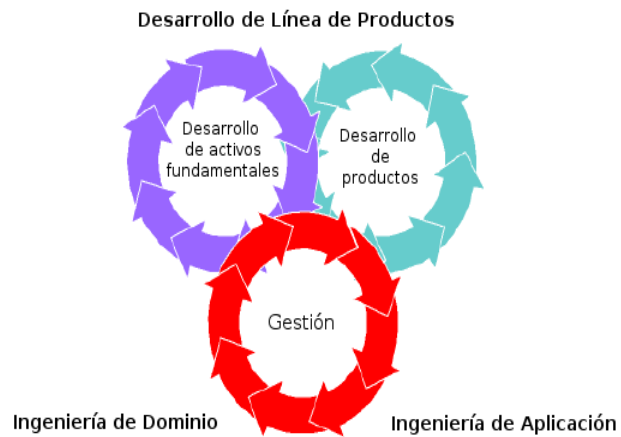 Desarrollo de Línea de Productos
Desarrollo
de activos
fundamentales
Desarrollo
de
productos
Gestión
Ingeniería de Dominio
Ingeniería de Aplicación